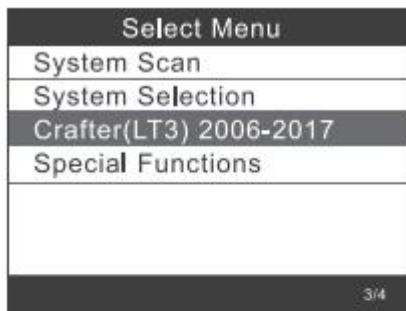 Select Menu
System Scan
System Selection
Crafter(LT3) 2006-2017
Special Functions
3/4